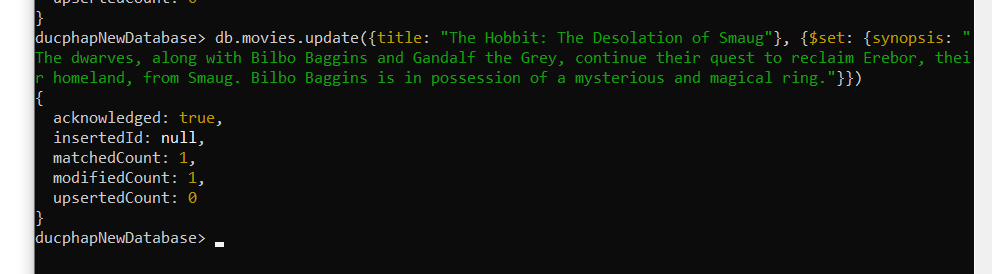 upsertedCount: 0
}
ducphapNewDatabase> db.movies.update({title: "The Hobbit: The Desolation of Smaug"}, {$set: {synopsis: "
The dwarves, along with Bilbo Baggins and Gandalf the Grey, continue their quest to reclaim Erebor, thei
r homeland, from Smaug. Bilbo Baggins is in possession of a mysterious and magical ring."}})
{
  acknowledged: true,
  insertedId: null,
  matchedCount: 1,
  modifiedCount: 1,
  upsertedCount: 0
}
ducphapNewDatabase>